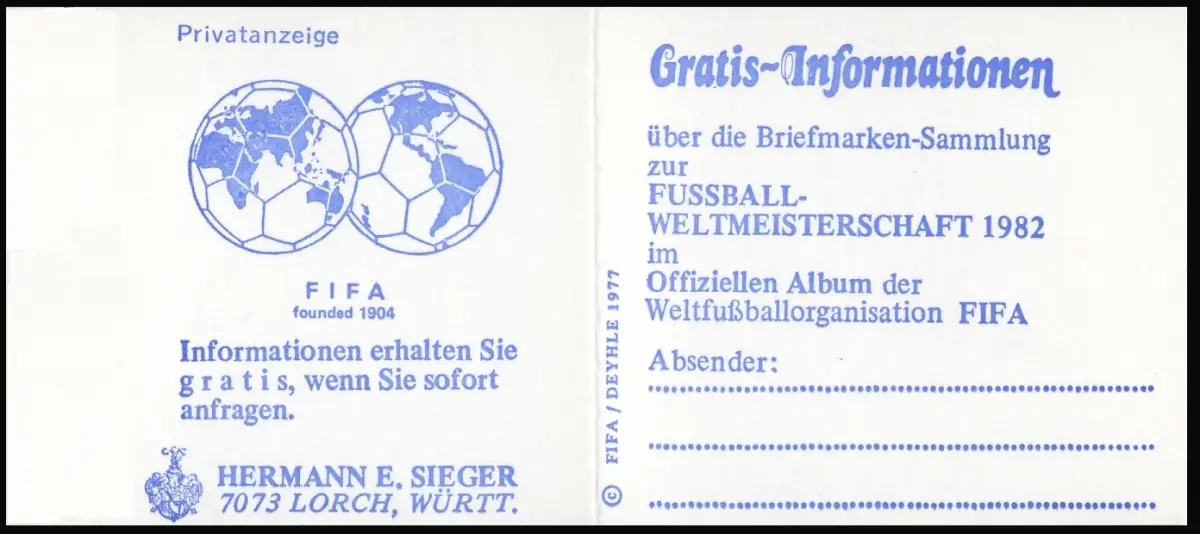 Privatanzeige
FIFA
founded 1904
Informationen erhalten Sie
gratis, wenn Sie sofort
anfragen.
HERMANN E. SIEGER
7073 LORCH, WÜRTT.
© FIFA / DEYHLE 1977
Gratis-Informationen
über die Briefmarken-Sammlung
zur
FUSSBALL-
WELTMEISTERSCHAFT 1982
im
Offiziellen Album der
Weltfußballorganisation FIFA
Absender: